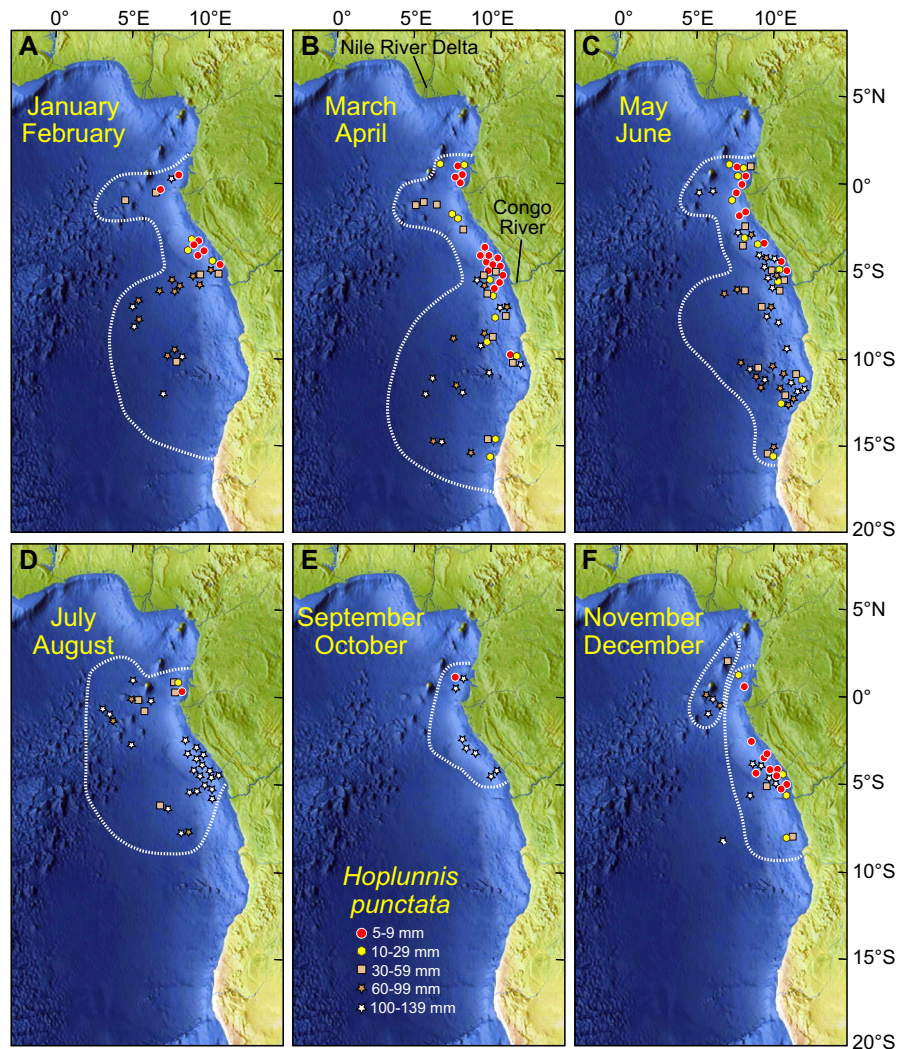 0° 5°E 10°E 0° 5°E 10°E 0° 5°E 10°E
A
January
February
B
Nile River Delta
March
April
Congo
River
C
May
June
5°N
0°
5°S
10°S
15°S
20°S
D
July
August
E
September
October
Hoplunnis
punctata
5-9 mm
10-29 mm
30-59 mm
60-99 mm
100-139 mm
F
November
December
5°N
0°
5°S
10°S
15°S
20°S